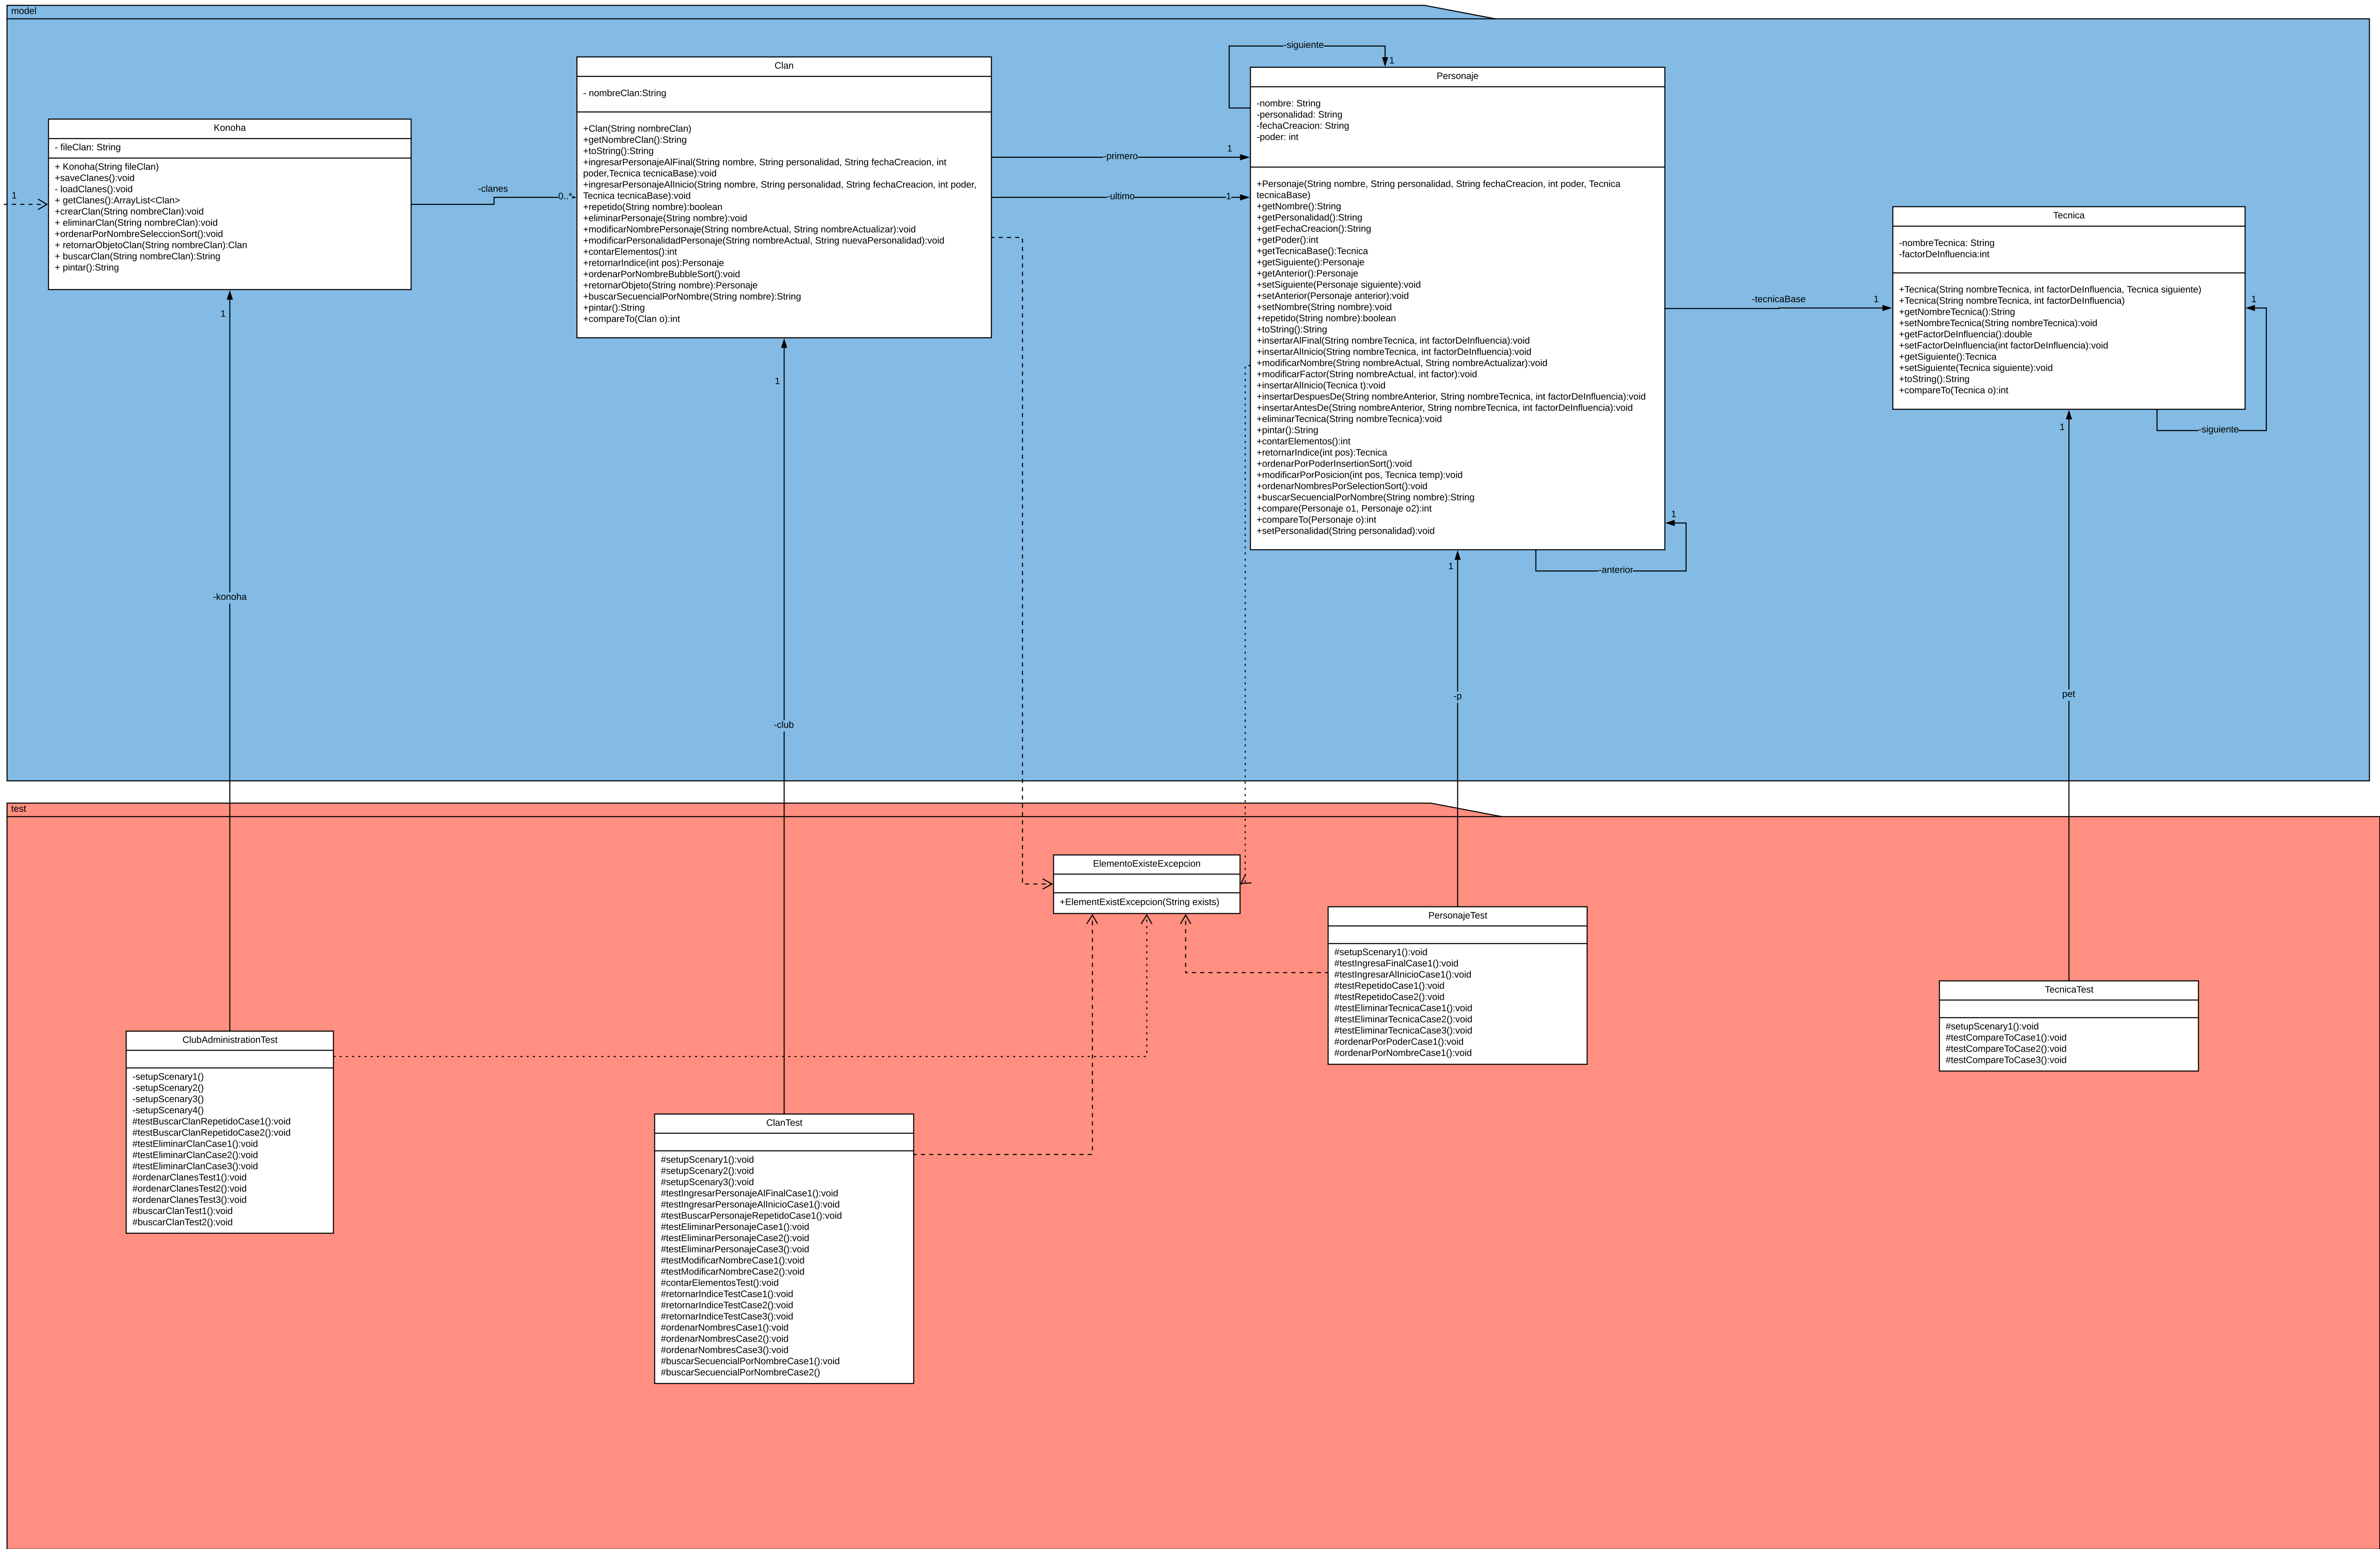 model
Konoha
- fileClan: String
+ Konoha(String fileClan)
+saveClanes():void
- loadClanes():void
+ getClanes():ArrayList<Clan>
+crearClan(String nombreClan):void
+ eliminarClan(String nombreClan):void
+ordenarPorNombreSeleccionSort():void
+ retornarObjetoClan(String nombreClan):Clan
+ buscarClan(String nombreClan):String
+ pintar():String
1
1
-konoha
-clanes
0..*
Clan
- nombreClan:String
+Clan(String nombreClan)
+getNombreClan():String
+toString():String
+ingresarPersonajeAlFinal(String nombre, String personalidad, String fechaCreacion, int
poder,Tecnica tecnicaBase):void
+ingresarPersonajeAlInicio(String nombre, String personalidad, String fechaCreacion, int poder,
Tecnica tecnicaBase):void
+repetido(String nombre):boolean
+eliminarPersonaje(String nombre):void
+modificarNombrePersonaje(String nombreActual, String nombreActualizar):void
+modificarPersonalidadPersonaje(String nombreActual, String nuevaPersonalidad):void
+contarElementos():int
+retornarIndice(int pos):Personaje
+ordenarPorNombreBubbleSort():void
+retornarObjeto(String nombre):Personaje
+buscarSecuencialPorNombre(String nombre):String
+pintar():String
+compareTo(Clan o):int
1
-club
-primero
1
-ultimo
1
-siguiente
1
Personaje
-nombre: String
-personalidad: String
-fechaCreacion: String
-poder: int
+Personaje(String nombre, String personalidad, String fechaCreacion, int poder, Tecnica
tecnicaBase)
+getNombre():String
+getPersonalidad():String
+getFechaCreacion():String
+getPoder():int
+getTecnicaBase():Tecnica
+getSiguiente():Personaje
+getAnterior():Personaje
+setSiguiente(Personaje siguiente):void
+setAnterior(Personaje anterior):void
+setNombre(String nombre):void
+repetido(String nombre):boolean
+toString():String
+insertarAlFinal(String nombreTecnica, int factorDeInfluencia):void
+insertarAlInicio(String nombreTecnica, int factorDeInfluencia):void
+modificarNombre(String nombreActual, String nombreActualizar):void
+modificarFactor(String nombreActual, int factor):void
+insertarAlInicio(Tecnica t):void
+insertarDespuesDe(String nombreAnterior, String nombreTecnica, int factorDeInfluencia):void
+insertarAntesDe(String nombreAnterior, String nombreTecnica, int factorDeInfluencia):void
+eliminarTecnica(String nombreTecnica):void
+pintar():String
+contarElementos():int
+retornarIndice(int pos):Tecnica
+ordenarPorPoderInsertionSort():void
+modificarPorPosicion(int pos, Tecnica temp):void
+ordenarNombresPorSelectionSort():void
+buscarSecuencialPorNombre(String nombre):String
+compare(Personaje o1, Personaje o2):int
+compareTo(Personaje o):int
+setPersonalidad(String personalidad):void
1
-anterior
1
-p
-tecnicaBase
1
Tecnica
-nombreTecnica: String
-factorDeInfluencia:int
+Tecnica(String nombreTecnica, int factorDeInfluencia, Tecnica siguiente)
+Tecnica(String nombreTecnica, int factorDeInfluencia)
+getNombreTecnica():String
+setNombreTecnica(String nombreTecnica):void
+getFactorDeInfluencia():double
+setFactorDeInfluencia(int factorDeInfluencia):void
+getSiguiente():Tecnica
+setSiguiente(Tecnica siguiente):void
+toString():String
+compareTo(Tecnica o):int
1
-siguiente
1
pet
test
ElementoExisteExcepcion
+ElementExistExcepcion(String exists)
PersonajeTest
#setupScenary1():void
#testIngresaFinalCase1():void
#testIngresarAlInicioCase1():void
#testRepetidoCase1():void
#testRepetidoCase2():void
#testEliminarTecnicaCase1():void
#testEliminarTecnicaCase2():void
#testEliminarTecnicaCase3():void
#ordenarPorPoderCase1():void
#ordenarPorNombreCase1():void
TecnicaTest
#setupScenary1():void
#testCompareToCase1():void
#testCompareToCase2():void
#testCompareToCase3():void
ClubAdministrationTest
-setupScenary1()
-setupScenary2()
-setupScenary3()
-setupScenary4()
#testBuscarClanRepetidoCase1():void
#testBuscarClanRepetidoCase2():void
#testEliminarClanCase1():void
#testEliminarClanCase2():void
#testEliminarClanCase3():void
#ordenarClanesTest1():void
#ordenarClanesTest2():void
#ordenarClanesTest3():void
#buscarClanTest1():void
#buscarClanTest2():void
ClanTest
#setupScenary1():void
#setupScenary2():void
#setupScenary3():void
#testIngresarPersonajeAlFinalCase1():void
#testIngresarPersonajeAlInicioCase1():void
#testBuscarPersonajeRepetidoCase1():void
#testEliminarPersonajeCase1():void
#testEliminarPersonajeCase2():void
#testEliminarPersonajeCase3():void
#testModificarNombreCase1():void
#testModificarNombreCase2():void
#contarElementosTest():void
#retornarIndiceTestCase1():void
#retornarIndiceTestCase2():void
#retornarIndiceTestCase3():void
#ordenarNombresCase1():void
#ordenarNombresCase2():void
#ordenarNombresCase3():void
#buscarSecuencialPorNombreCase1():void
#buscarSecuencialPorNombreCase2()